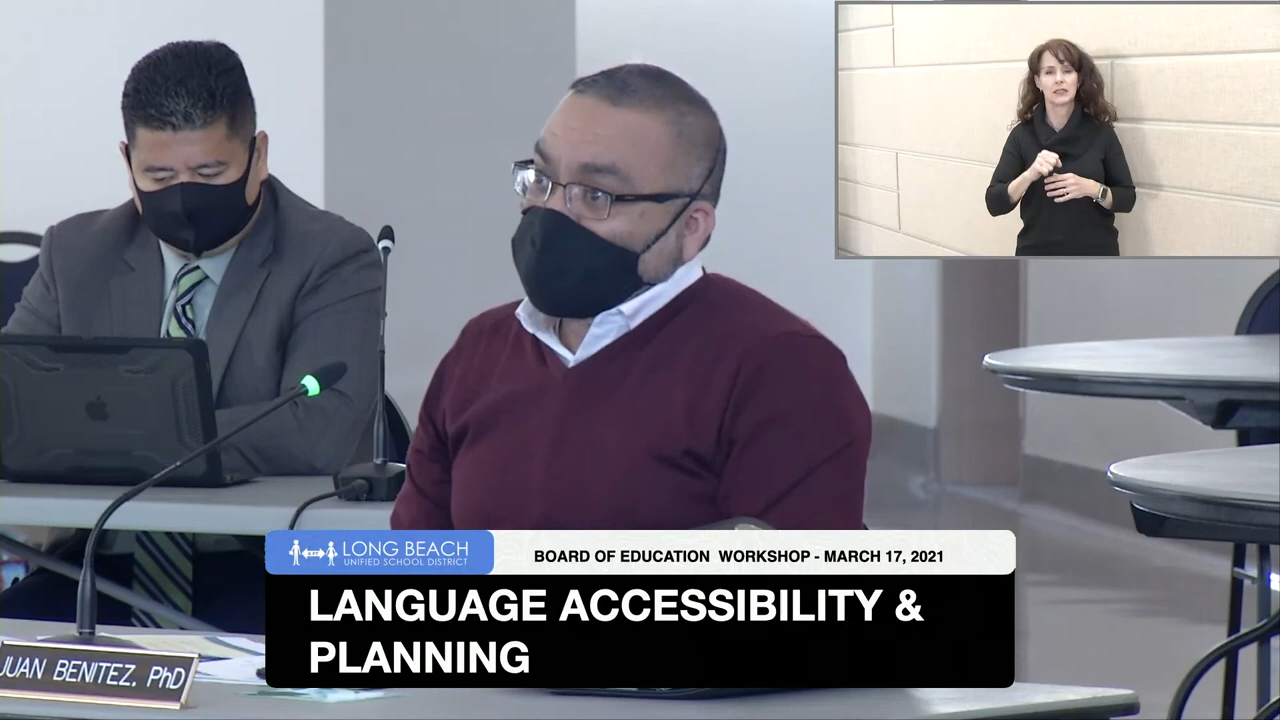 LONG BEACH
UNIFIED SCHOOL DISTRICT
BOARD OF EDUCATION WORKSHOP - MARCH 17, 2021
LANGUAGE ACCESSIBILITY &
PLANNING
JUAN BENITEZ, PhD